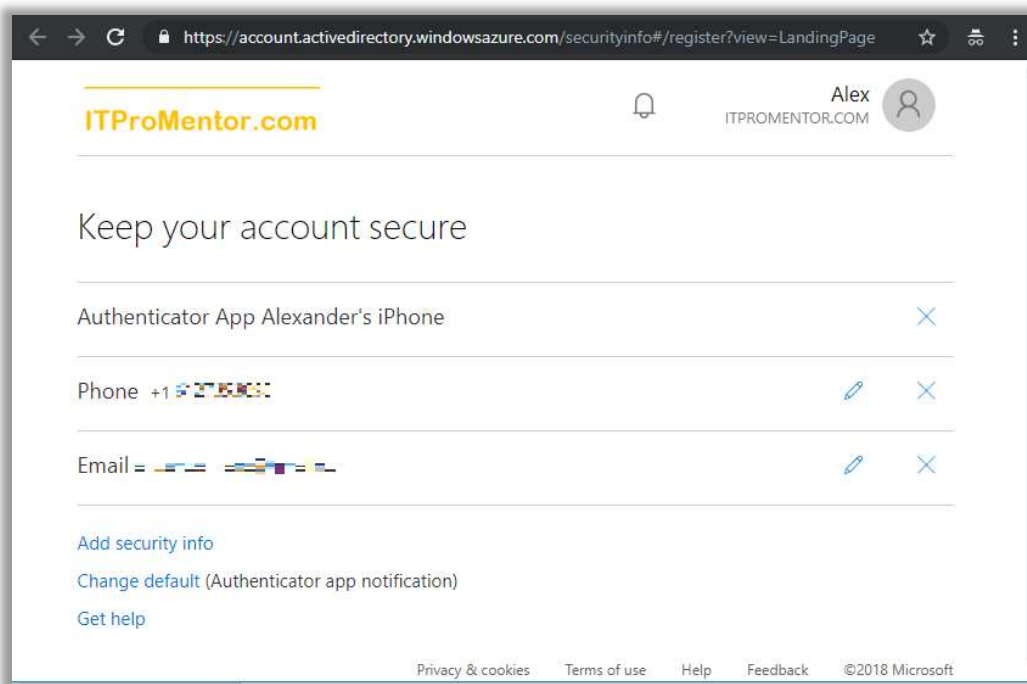 https://account.activedirectory.windowsazure.com/securityinfo#/register?view=LandingPage
ITProMentor.com
Alex
ITPROMENTOR.COM
Keep your account secure
Authenticator App Alexander's iPhone
Phone +1
Email
Add security info
Change default (Authenticator app notification)
Get help
Privacy & cookies Terms of use Help Feedback ©2018 Microsoft